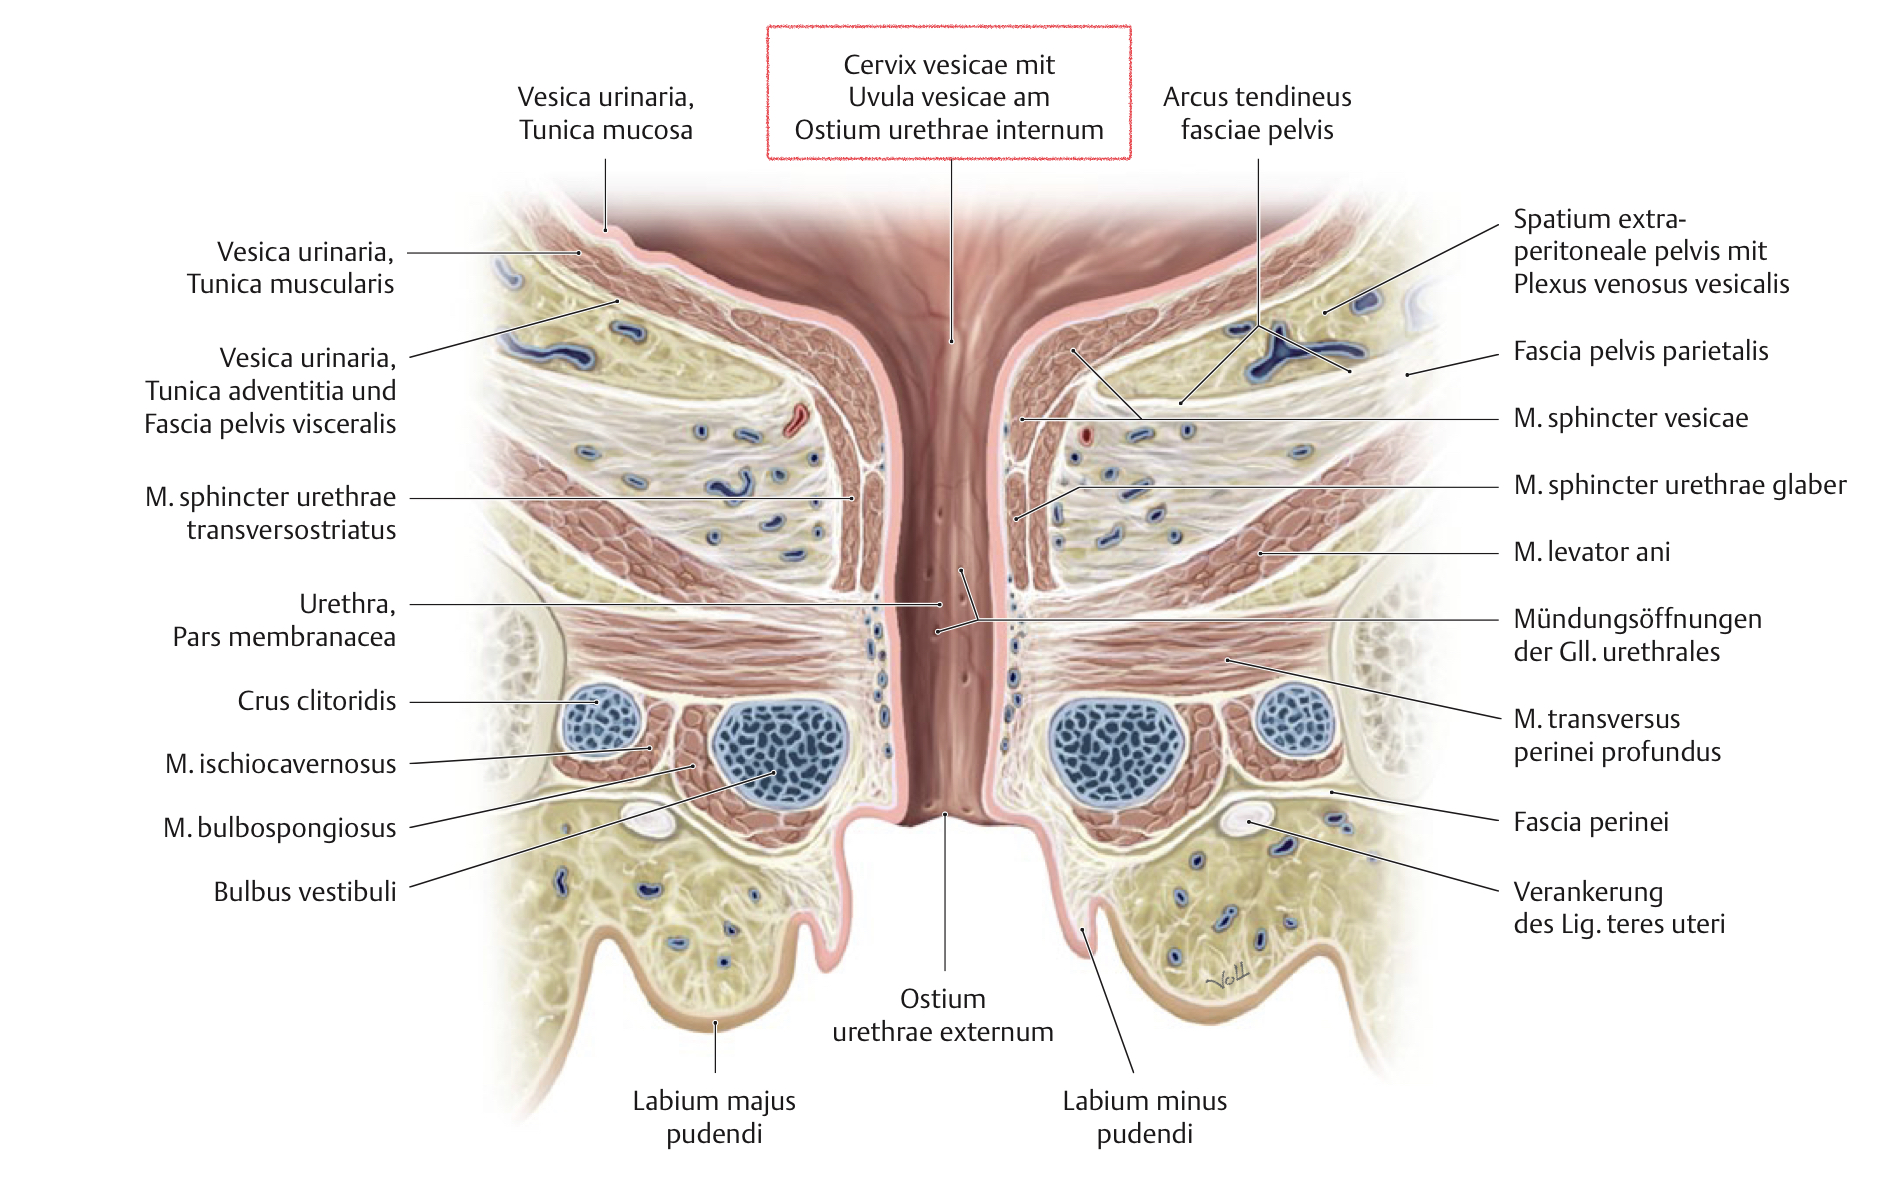 Cervix vesicae mit
Uvula vesicae am
Ostium urethrae internum
Vesica urinaria,
Tunica mucosa
Arcus tendineus
fasciae pelvis
Vesica urinaria,
Tunica muscularis
Vesica urinaria,
Tunica adventitia und
Fascia pelvis visceralis
M. sphincter urethrae
transversostriatus
Urethra,
Pars membranacea
Crus clitoridis
M. ischiocavernosus
M. bulbospongiosus
Bulbus vestibuli
Spatium extra-
peritoneale pelvis mit
Plexus venosus vesicalis
Fascia pelvis parietalis
M. sphincter vesicae
M. sphincter urethrae glaber
M. levator ani
Mündungsöffnungen
der Gll. urethrales
M. transversus
perinei profundus
Fascia perinei
Verankerung
des Lig. teres uteri
Voll
Ostium
urethrae externum
Labium majus
pudendi
Labium minus
pudendi